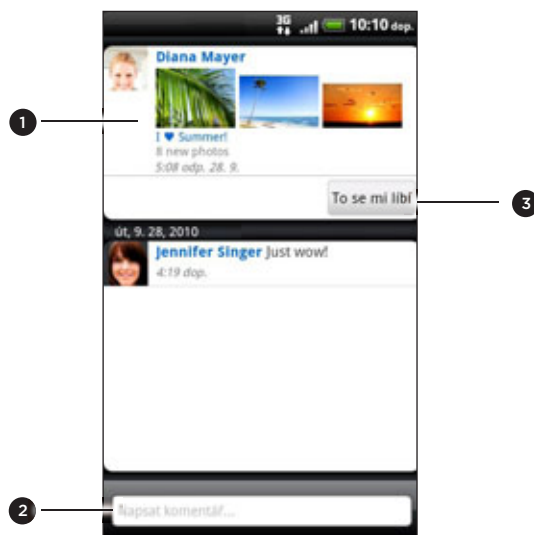 3G 10:10 dop.
Diana Mayer
1
I ♥ Summer!
8 new photos
5:08 odp. 28. 9.
To se mi líbí
3
út, 9. 28, 2010
Jennifer Singer Just wow!
4:19 dop.
2
Napsat komentář...